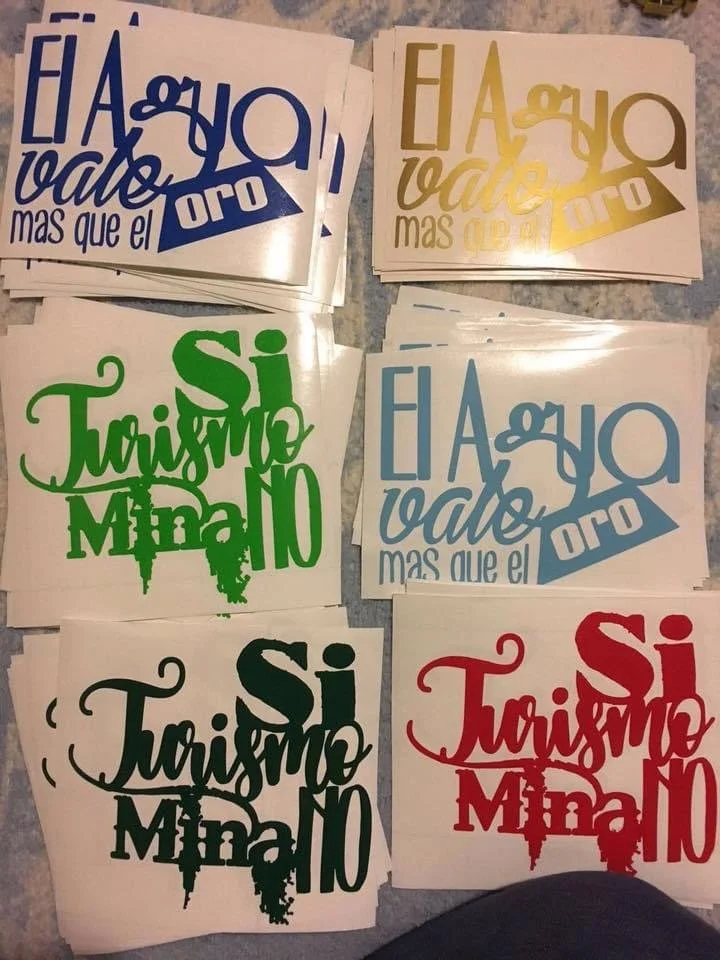 El Agua
vale
mas que el oro
El Agua
vale
mas que el oro
Si
Turismo
Mina NO
El Agua
vale
mas que el oro
Si
Turismo
Mina NO
Si
Turismo
Mina NO